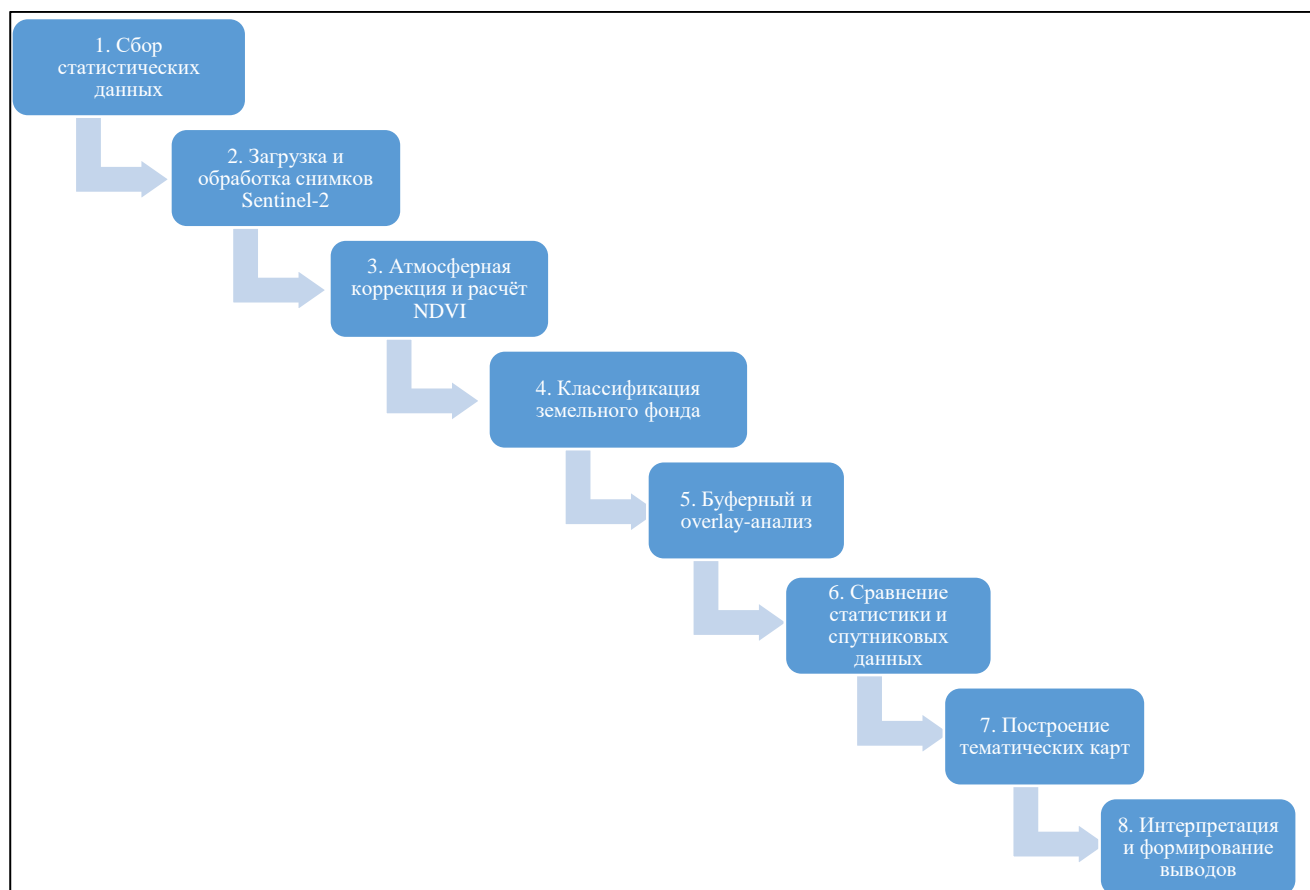 1. Сбор
статистических
данных
2. Загрузка и
обработка снимков
Sentinel-2
3. Атмосферная
коррекция и расчёт
NDVI
4. Классификация
земельного фонда
5. Буферный и
overlay-анализ
6. Сравнение
статистики и
спутниковых
данных
7. Построение
тематических карт
8. Интерпретация
и формирование
выводов